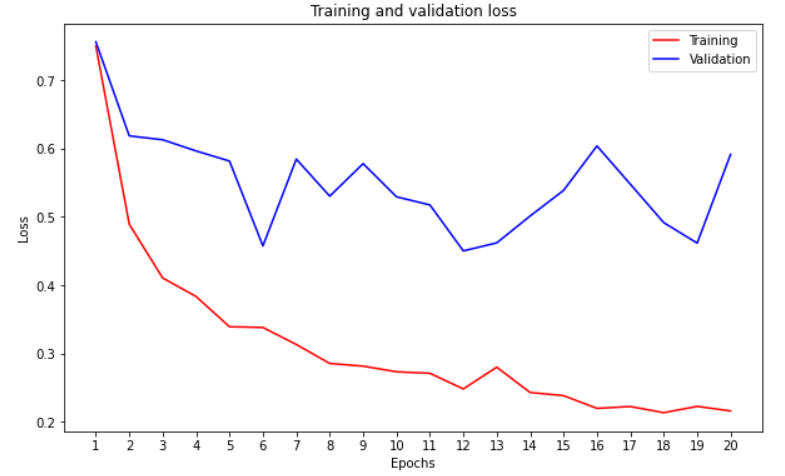 Training and validation loss
Training
Validation
0.7
0.6
0.5
0.4
0.3
0.2
Loss
1 2 3 4 5 6 7 8 9 10 11 12 13 14 15 16 17 18 19 20
Epochs